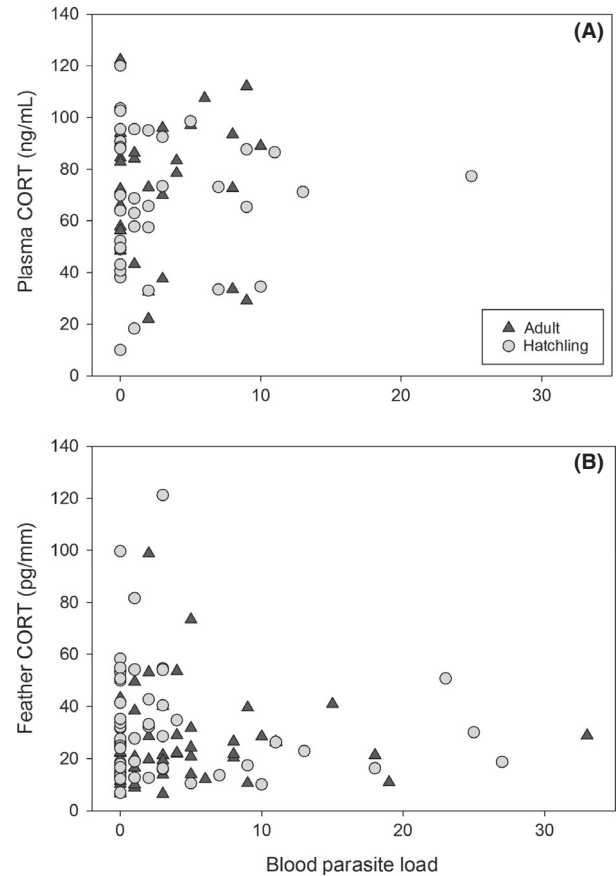 140
(A)
120
100
80
60
40
20
0
Plasma CORT (ng/mL)
Adult
Hatchling
0 10 20 30
140
(B)
120
100
80
60
40
20
0
Feather CORT (pg/mm)
0 10 20 30
Blood parasite load